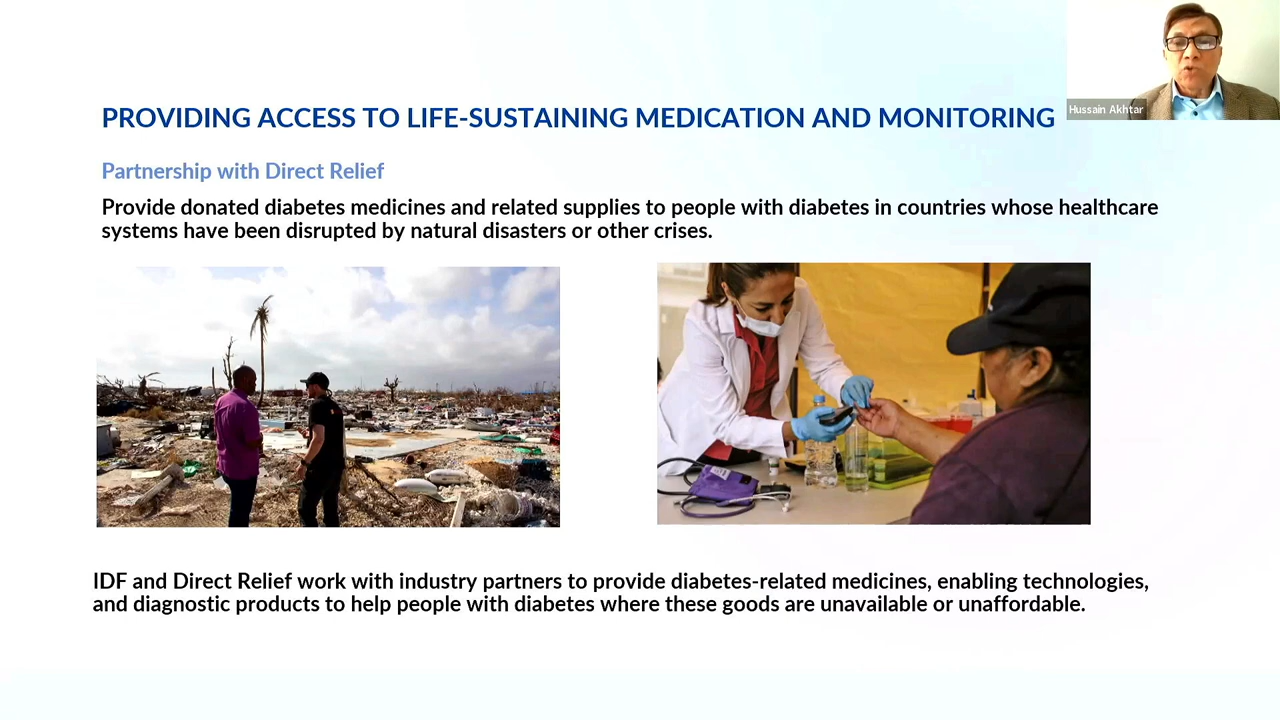 PROVIDING ACCESS TO LIFE-SUSTAINING MEDICATION AND MONITORING
Hussain Akhtar
Partnership with Direct Relief
Provide donated diabetes medicines and related supplies to people with diabetes in countries whose healthcare
systems have been disrupted by natural disasters or other crises.
IDF and Direct Relief work with industry partners to provide diabetes-related medicines, enabling technologies,
and diagnostic products to help people with diabetes where these goods are unavailable or unaffordable.